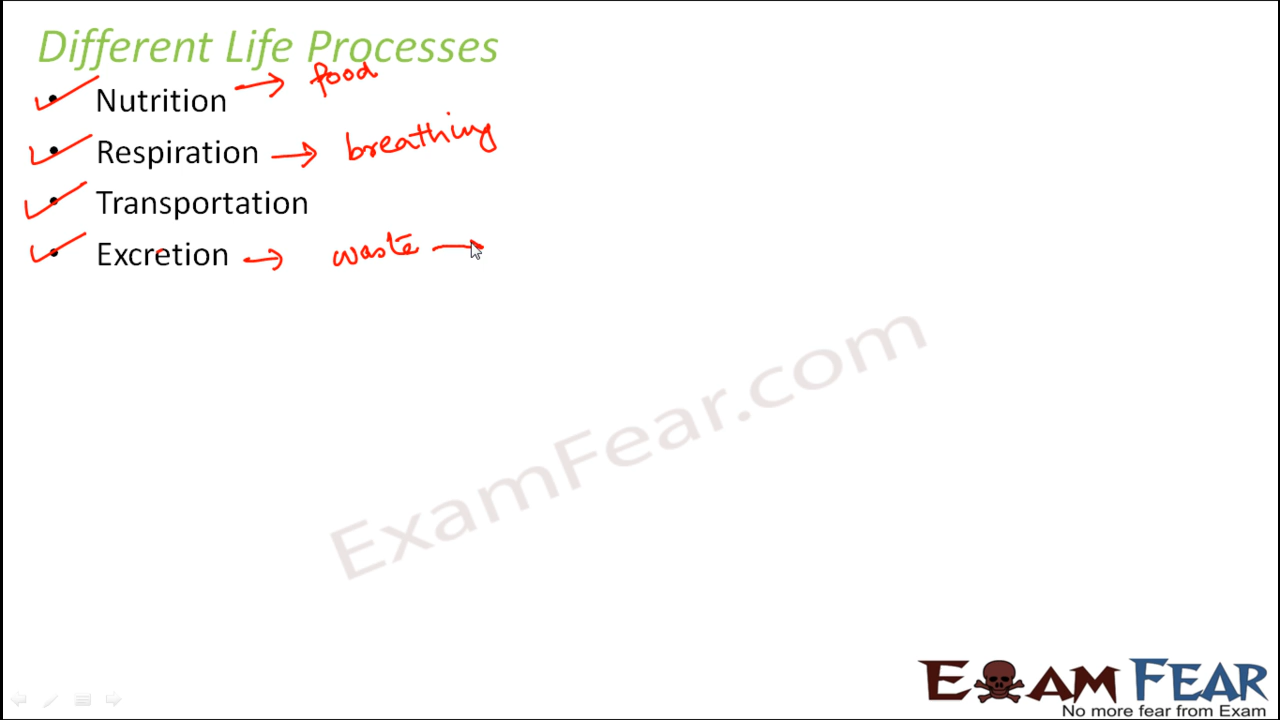 Different Life Processes
• Nutrition → food
• Respiration → breathing
• Transportation
• Excretion → waste →
ExamFear.com
EXAM FEAR
No more fear from Exam